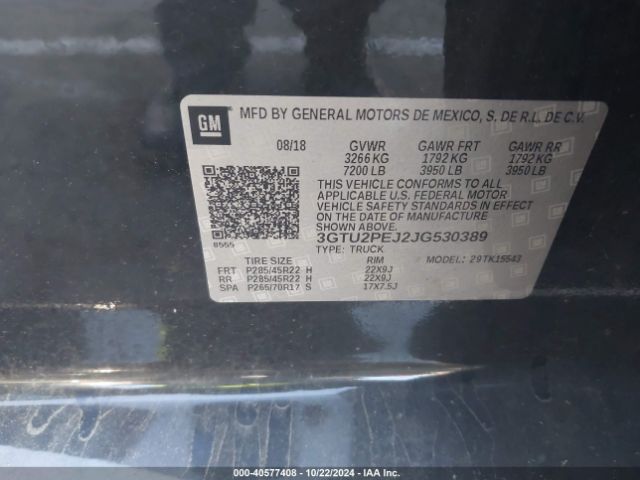 GM
MFD BY GENERAL MOTORS DE MEXICO, S. DE R.L. DE C.V.
08/18 GVWR GAWR FRT GAWR RR
3266 KG 1792 KG 1792 KG
7200 LB 3950 LB 3950 LB
THIS VEHICLE CONFORMS TO ALL
APPLICABLE U.S. FEDERAL MOTOR
VEHICLE SAFETY STANDARDS IN
EFFECT ON THE DATE OF MANUFACTURE
SHOWN ABOVE.
8555 3GTU2PEJ2JG530389
TYPE: TRUCK
TIRE SIZE RIM MODEL: 29TK15543
FRT P285/45R22 H 22X9J
RR P285/45R22 H 22X9J
SPA P265/70R17 S 17X7.5J
000-40577408 • 10/22/2024 • IAA Inc.